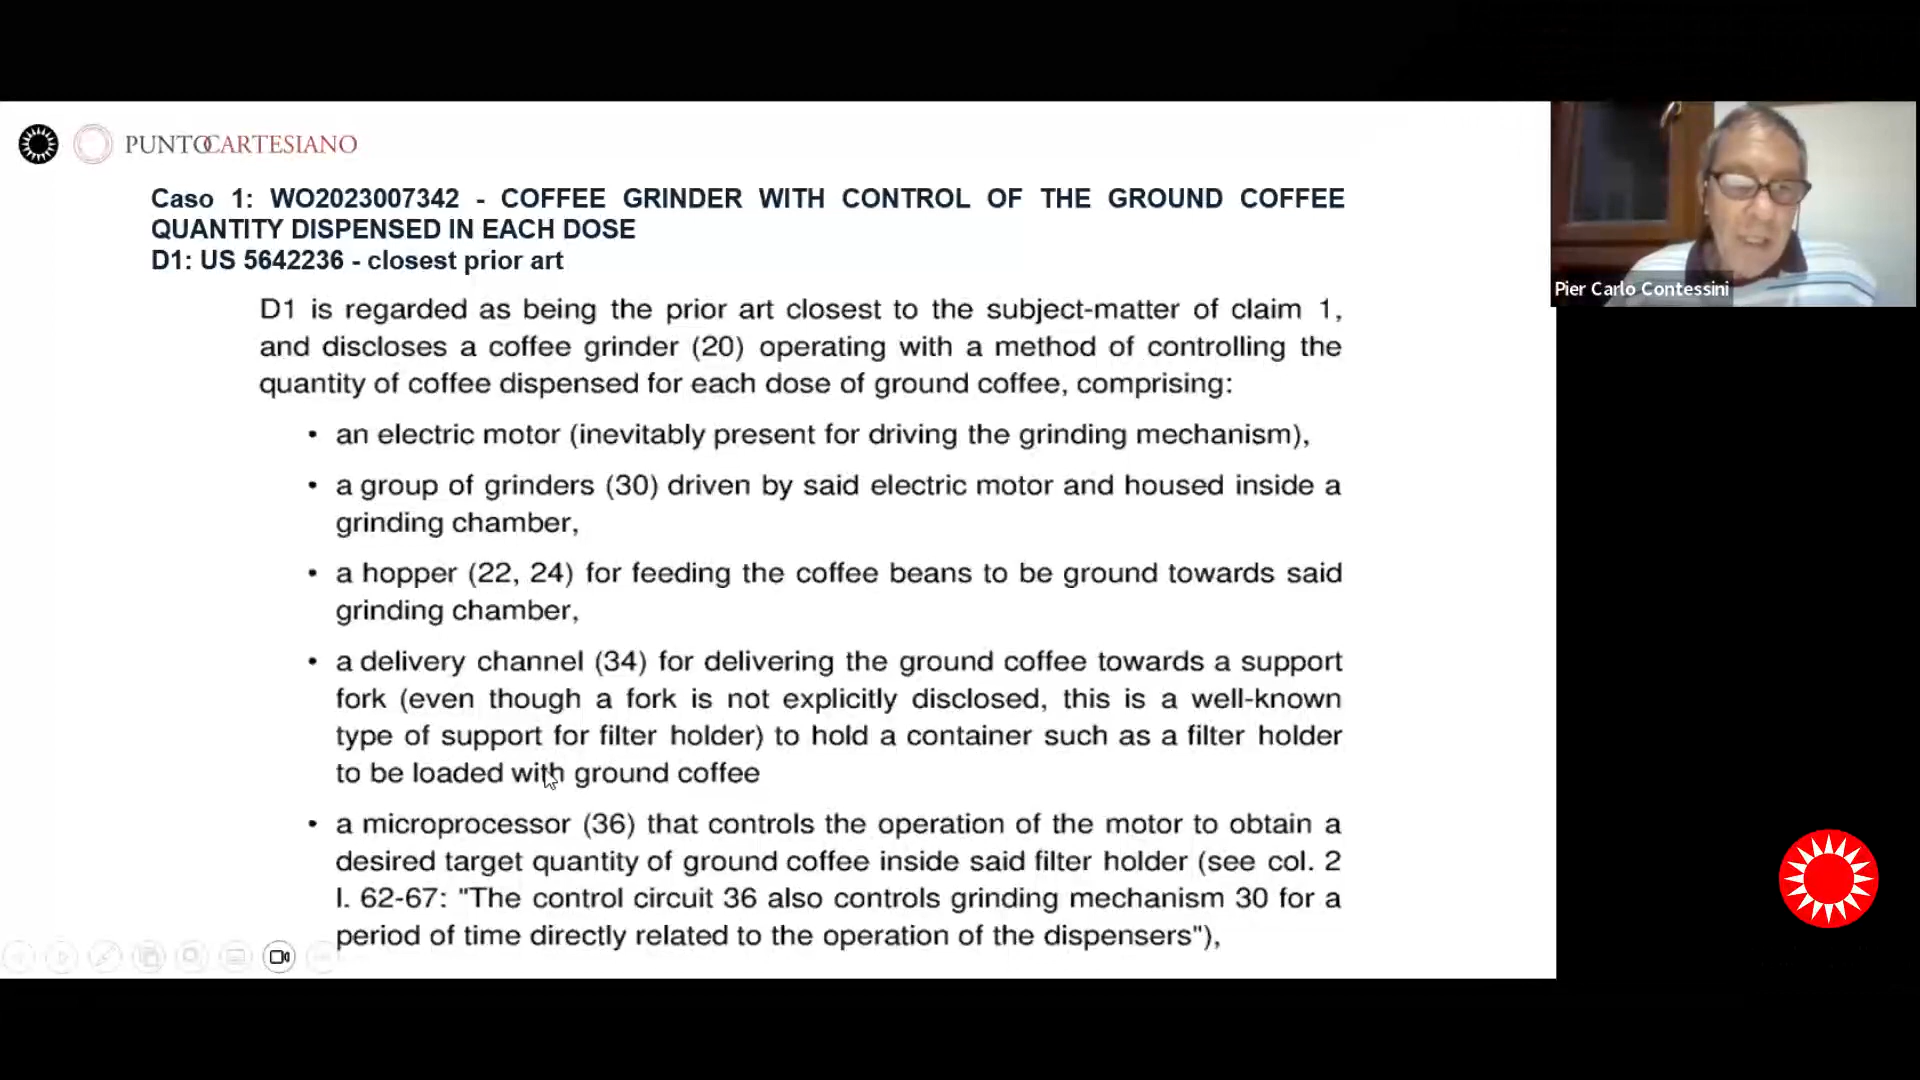 PUNTOCARTESIANO
Caso 1: WO2023007342 - COFFEE GRINDER WITH CONTROL OF THE GROUND COFFEE
QUANTITY DISPENSED IN EACH DOSE
D1: US 5642236 - closest prior art
D1 is regarded as being the prior art closest to the subject-matter of claim 1,
and discloses a coffee grinder (20) operating with a method of controlling the
quantity of coffee dispensed for each dose of ground coffee, comprising:
• an electric motor (inevitably present for driving the grinding mechanism),
• a group of grinders (30) driven by said electric motor and housed inside a
grinding chamber,
• a hopper (22, 24) for feeding the coffee beans to be ground towards said
grinding chamber,
• a delivery channel (34) for delivering the ground coffee towards a support
fork (even though a fork is not explicitly disclosed, this is a well-known
type of support for filter holder) to hold a container such as a filter holder
to be loaded with ground coffee
• a microprocessor (36) that controls the operation of the motor to obtain a
desired target quantity of ground coffee inside said filter holder (see col. 2
l. 62-67: "The control circuit 36 also controls grinding mechanism 30 for a
period of time directly related to the operation of the dispensers"),
Pier Carlo Contessini